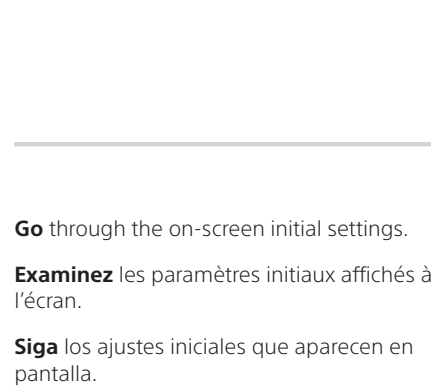 Go through the on-screen initial settings.
Examinez les paramètres initiaux affichés à
l’écran.
Siga los ajustes iniciales que aparecen en
pantalla.